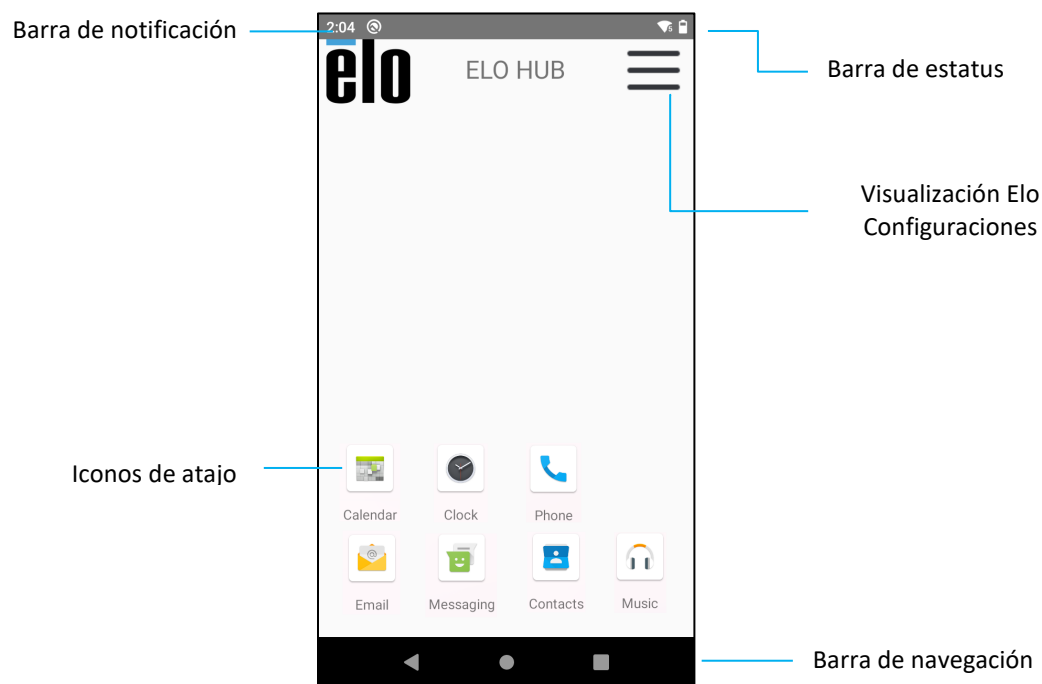 Barra de notificación
2:04
5
Barra de estatus
elo
ELO HUB
Visualización Elo
Configuraciones
Iconos de atajo
Calendar
Clock
Phone
@
Email
Messaging
Contacts
Music
Barra de navegación